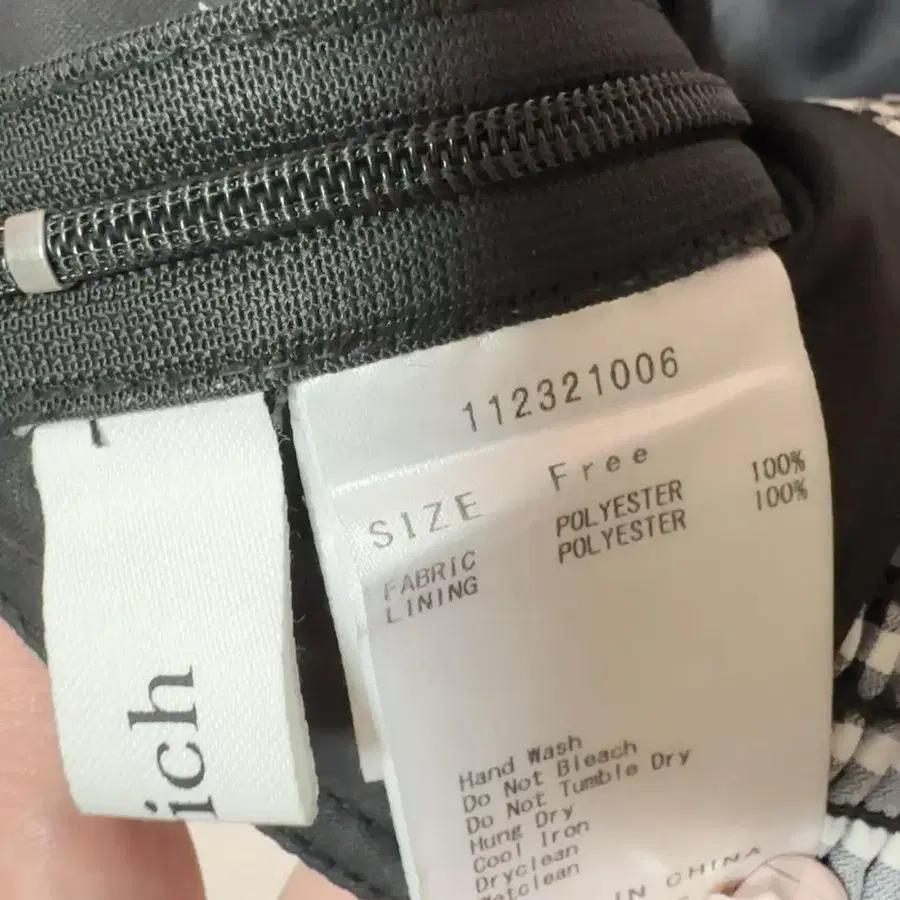 112321006
SIZE Free
FABRIC POLYESTER 100%
LINING POLYESTER 100%
Hand Wash
Do Not Bleach
Do Not Tumble Dry
Hung Dry
Cool Iron
Dryclean
etclean
IN CHINA
ich